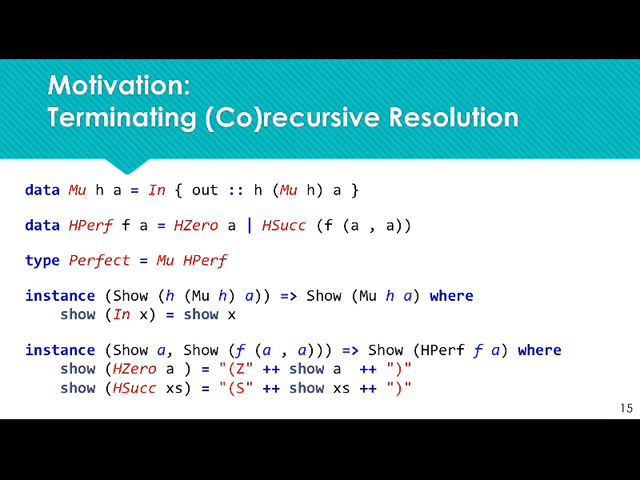 Motivation:
Terminating (Co)recursive Resolution
data Mu h a = In { out :: h (Mu h) a }
data HPerf f a = HZero a | HSucc (f (a , a))
type Perfect = Mu HPerf
instance (Show (h (Mu h) a)) => Show (Mu h a) where
    show (In x) = show x
instance (Show a, Show (f (a , a))) => Show (HPerf f a) where
    show (HZero a ) = "(Z" ++ show a  ++ ")"
    show (HSucc xs) = "(S" ++ show xs ++ ")"
15